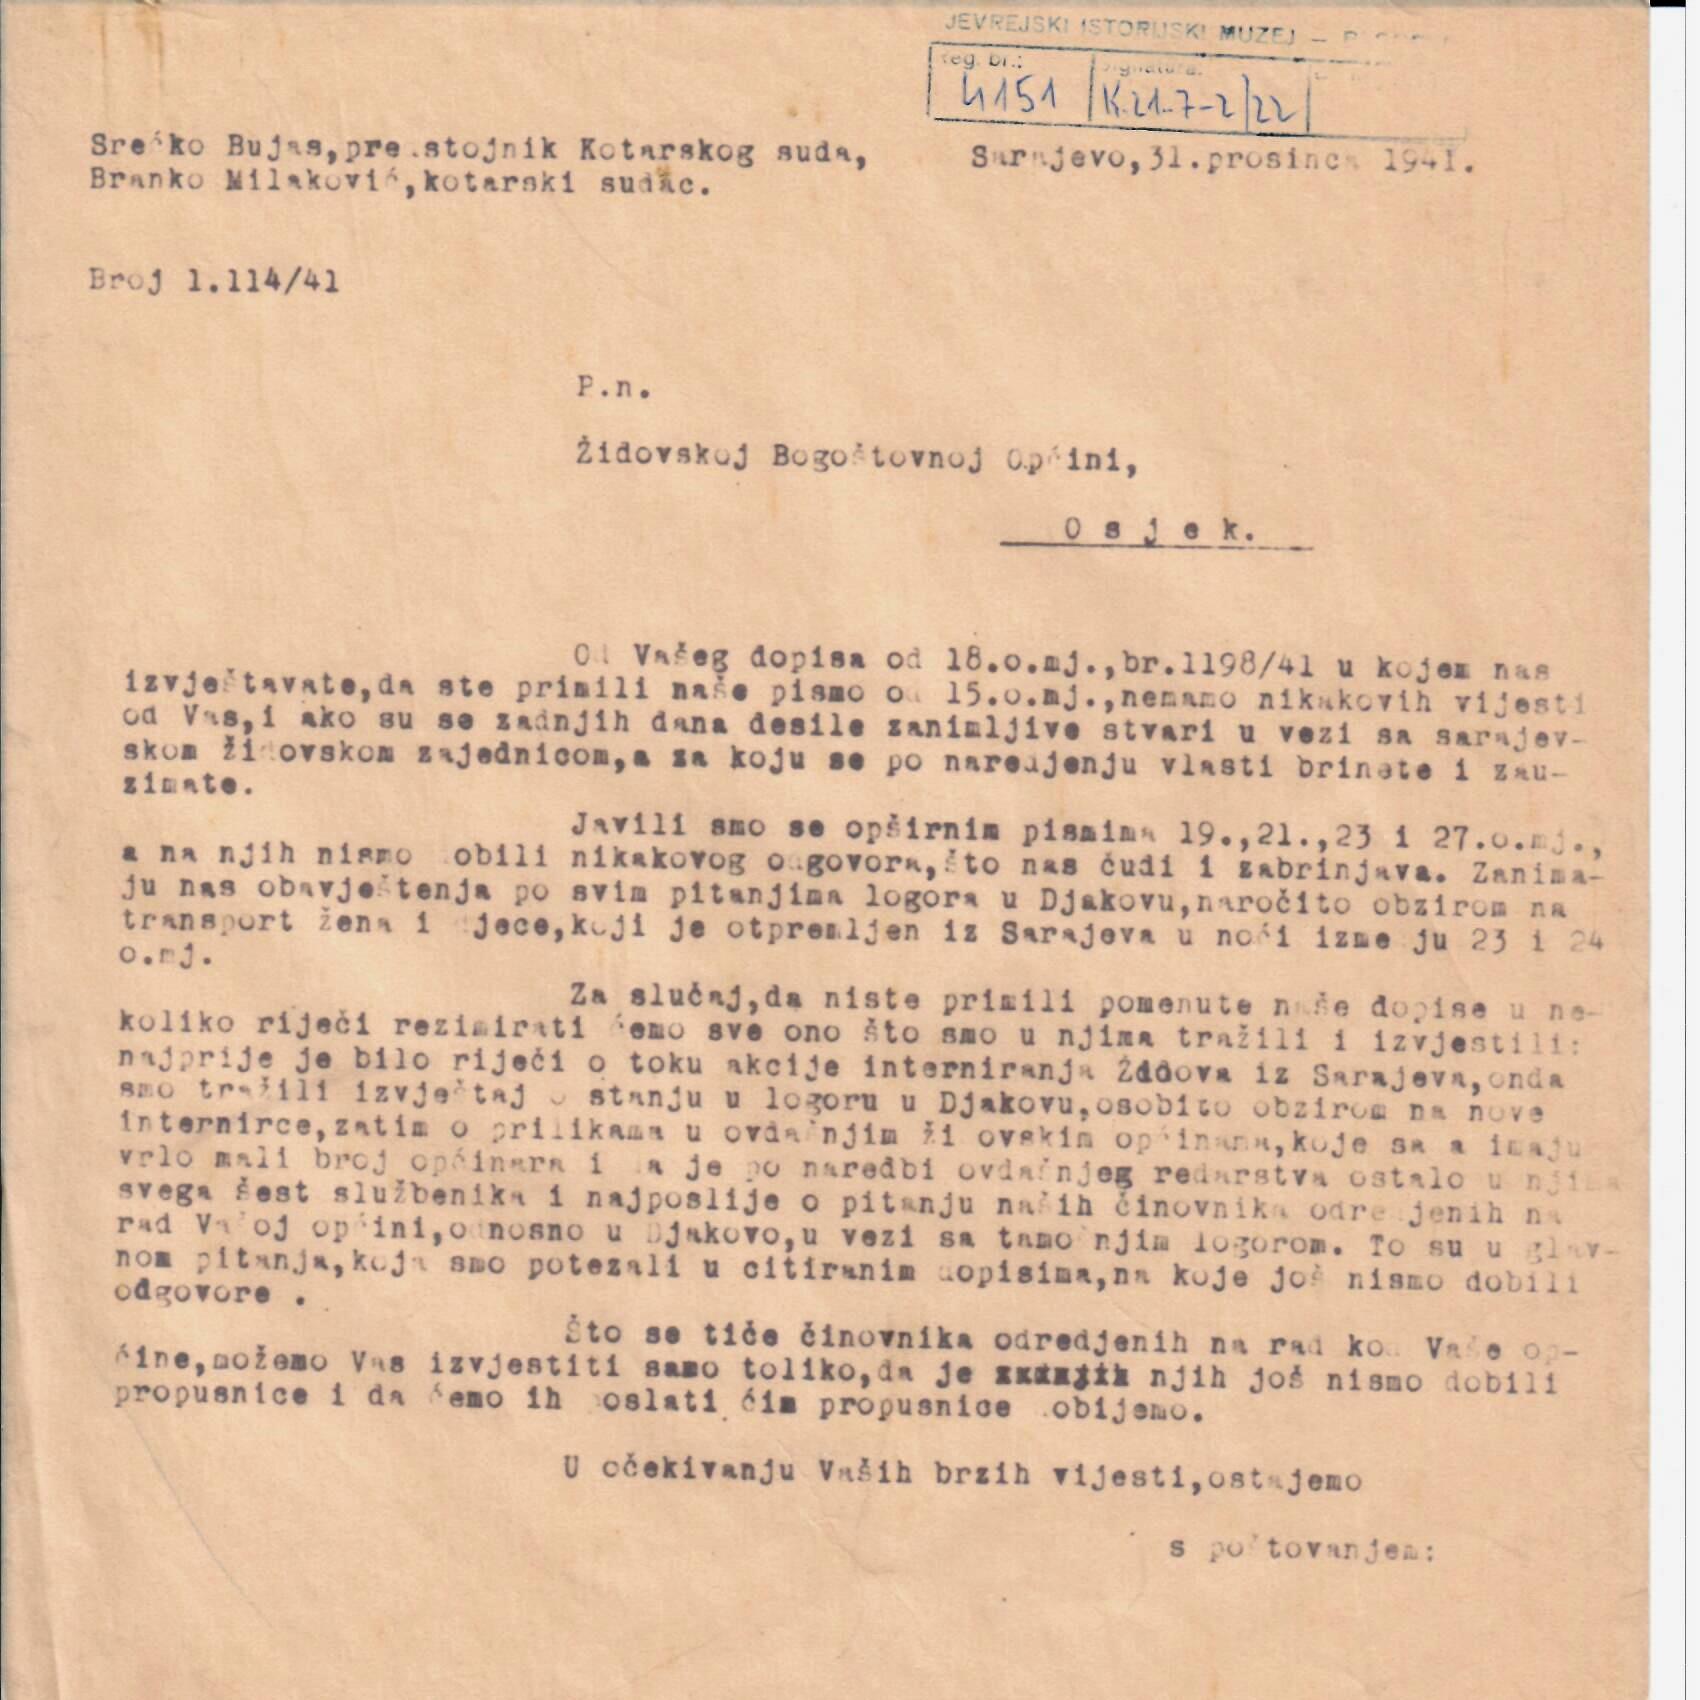 JEVREJSKI ISTORIJSKI MUZEJ –
Reg. br.: Signatura:
4151 K.21-7-2/22
Srećko Bujas,predstojnik Kotarskog suda,
Sarajevo,31.prosinca 1941.
Branko Milaković,kotarski sudac.
Broj 1.114/41
P.n.
Židovskoj Bogoštovnoj Općini,
O s j e k.
Od Vašeg dopisa od 18.o.mj.,br.1198/41 u kojem nas
izvještavate,da ste primili naše pismo od 15.o.mj.,nemamo nikakovih vijesti
od Vas,i ako su se zadnjih dana desile zanimljive stvari u vezi sa sarajev-
skom židovskom zajednicom,a za koju se po naredjenju vlasti brinete i zau-
zimate.
Javili smo se opširnim pismima 19.,21.,23 i 27.o.mj.,
a na njih nismo dobili nikakovog odgovora,što nas čudi i zabrinjava. Zanima-
ju nas obavještenja po svim pitanjima logora u Djakovu,naročito obzirom na
transport žena i djece,koji je otpremljen iz Sarajeva u noći izmedju 23 i 24
o.mj.
Za slučaj,da niste primili pomenute naše dopise u ne-
koliko riječi rezimirati ćemo sve ono što smo u njima tražili i izvjestili:
najprije je bilo riječi o toku akcije interniranja Židova iz Sarajeva,onda
smo tražili izvještaj o stanju u logoru u Djakovu,osobito obzirom na nove
internirce,zatim o prilikama u ovdašnjim židovskim općinama,koje sada imaju
vrlo mali broj općinara i da je po naredbi ovdašnjeg redarstva ostalo u njima
svega šest službenika i najposlije o pitanju naših činovnika odredjenih na
rad Vašoj općini,odnosno u Djakovo,u vezi sa tamošnjim logorom. To su u glav-
nom pitanja,koja smo potezali u citiranim dopisima,na koje još nismo dobili
odgovore .
Što se tiče činovnika odredjenih na rad kod Vaše op-
ćine,možemo Vas izvjestiti samo toliko,da je njih još nismo dobili
propusnice i da ćemo ih poslati čim propusnice dobijemo.
U očekivanju Vaših brzih vijesti,ostajemo
s poštovanjem: